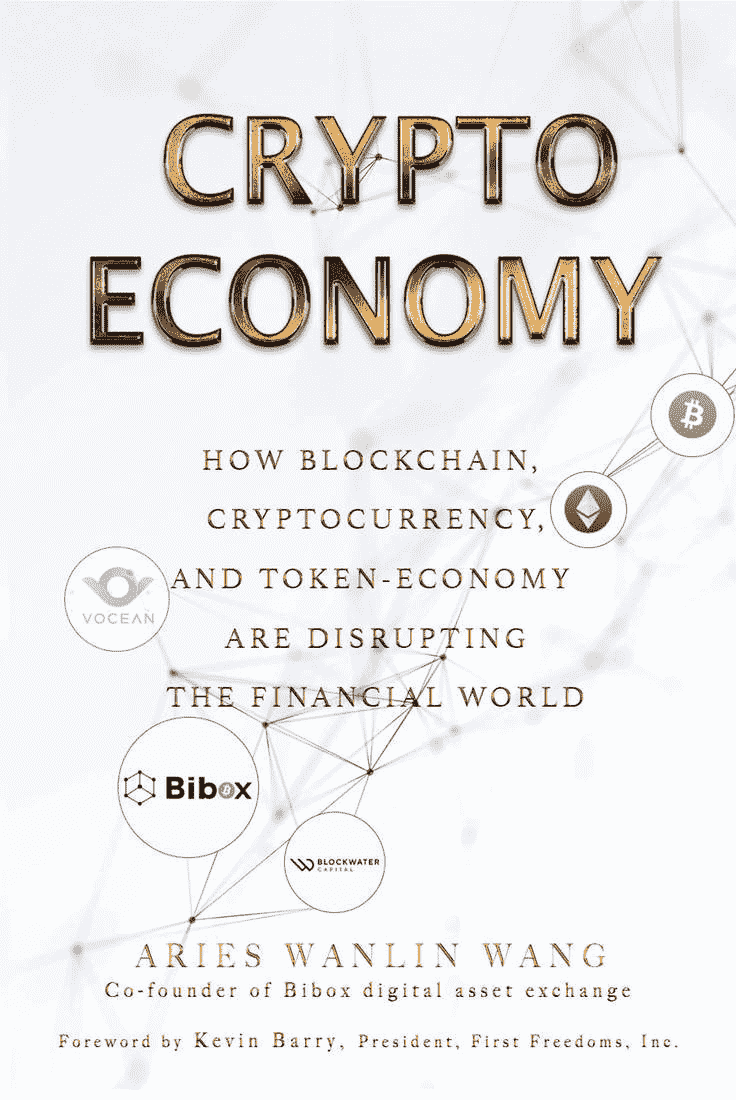 CRYPTO
ECONOMY
HOW BLOCKCHAIN,
CRYPTOCURRENCY,
AND TOKEN-ECONOMY
ARE DISRUPTING
THE FINANCIAL WORLD
VOCEAN
Bibox
BLOCKWATER
CAPITAL
ARIES WANLIN WANG
Co-founder of Bibox digital asset exchange
Foreword by Kevin Barry, President, First Freedoms, Inc.